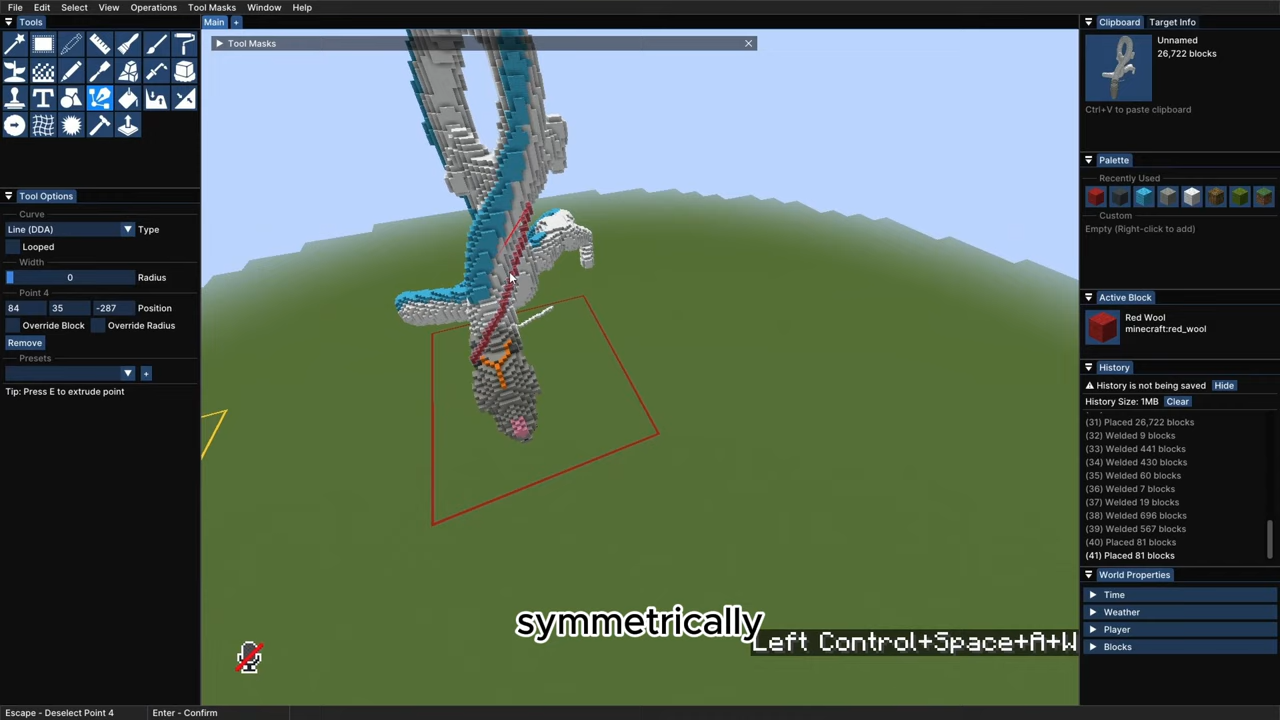 File Edit Select View Operations Tool Masks Window Help
Tools
Main +
Tool Masks
Clipboard Target Info
Unnamed
26,722 blocks
Ctrl+V to paste clipboard
Palette
Recently Used
Custom
Empty (Right-click to add)
Active Block
Red Wool
minecraft:red_wool
History
History is not being saved Hide
History Size: 1MB Clear
(31) Placed 26,722 blocks
(32) Welded 9 blocks
(33) Welded 441 blocks
(34) Welded 430 blocks
(35) Welded 60 blocks
(36) Welded 7 blocks
(37) Welded 19 blocks
(38) Welded 696 blocks
(39) Welded 567 blocks
(40) Placed 81 blocks
(41) Placed 81 blocks
World Properties
Time
Weather
Player
Blocks
Tool Options
Curve
Line (DDA) Type
Looped
Width
0 Radius
Point 4
84 35 -287 Position
Override Block Override Radius
Remove
Presets
+
Tip: Press E to extrude point
symmetrically
Left Control+Space+A+W
Escape - Deselect Point 4 Enter - Confirm